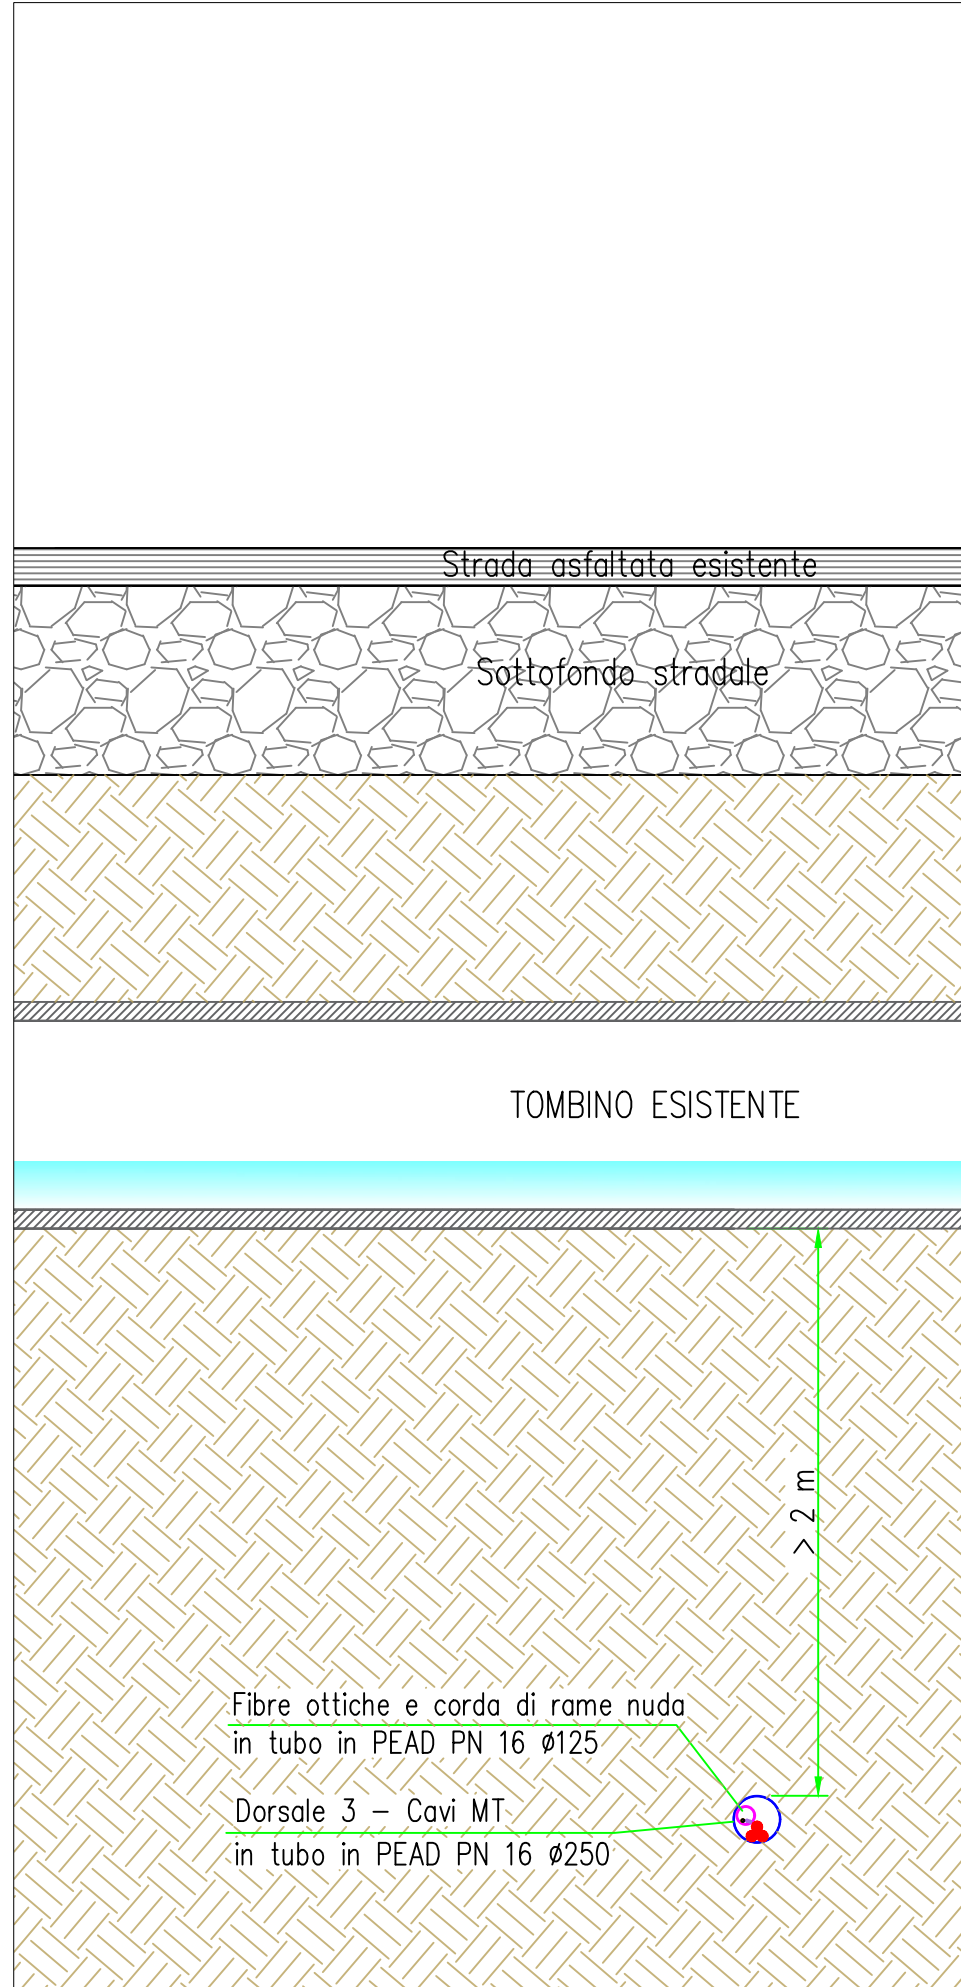 Strada asfaltata esistente
Sottofondo stradale
TOMBINO ESISTENTE
> 2 m
Fibre ottiche e corda di rame nuda
in tubo in PEAD PN 16 ø125
Dorsale 3 – Cavi MT
in tubo in PEAD PN 16 ø250